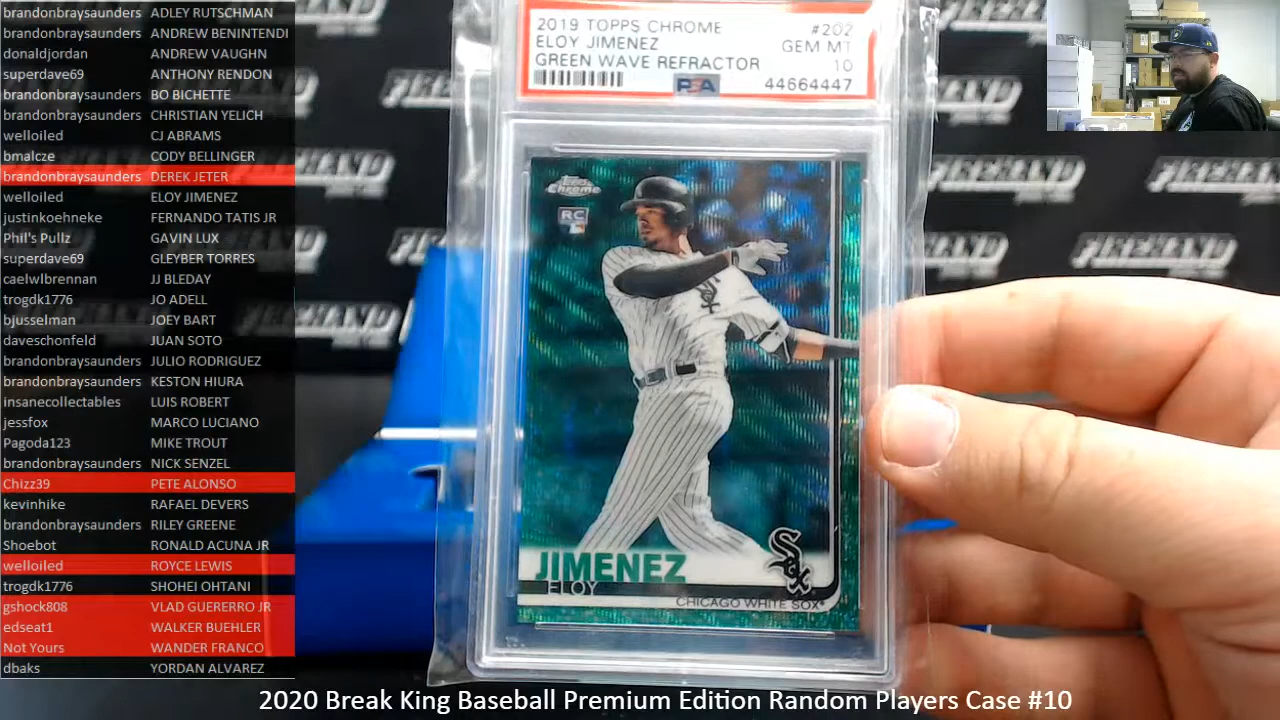 brandonbraysaunders ADLEY RUTSCHMAN
brandonbraysaunders ANDREW BENINTENDI
donaldjordan ANDREW VAUGHN
superdave69 ANTHONY RENDON
brandonbraysaunders BO BICHETTE
brandonbraysaunders CHRISTIAN YELICH
welloiled CJ ABRAMS
bmalcze CODY BELLINGER
brandonbraysaunders DEREK JETER
welloiled ELOY JIMENEZ
justinkoehneke FERNANDO TATIS JR
Phil's Pullz GAVIN LUX
superdave69 GLEYBER TORRES
caelwlbrennan JJ BLEDAY
trogdk1776 JO ADELL
bjusselman JOEY BART
daveschonfeld JUAN SOTO
brandonbraysaunders JULIO RODRIGUEZ
brandonbraysaunders KESTON HIURA
insanecollectables LUIS ROBERT
jessfox MARCO LUCIANO
Pagoda123 MIKE TROUT
brandonbraysaunders NICK SENZEL
Chizz39 PETE ALONSO
kevinhike RAFAEL DEVERS
brandonbraysaunders RILEY GREENE
Shoebot RONALD ACUNA JR
welloiled ROYCE LEWIS
trogdk1776 SHOHEI OHTANI
gshock808 VLAD GUERERRO JR
edseat1 WALKER BUEHLER
Not Yours WANDER FRANCO
dbaks YORDAN ALVAREZ
2019 TOPPS CHROME #202
ELOY JIMENEZ GEM MT
GREEN WAVE REFRACTOR 10
PSA 44664447
Topps
Chrome
RC
JIMENEZ
ELOY
Sox
CHICAGO WHITE SOX
FIREHAND
2020 Break King Baseball Premium Edition Random Players Case #10